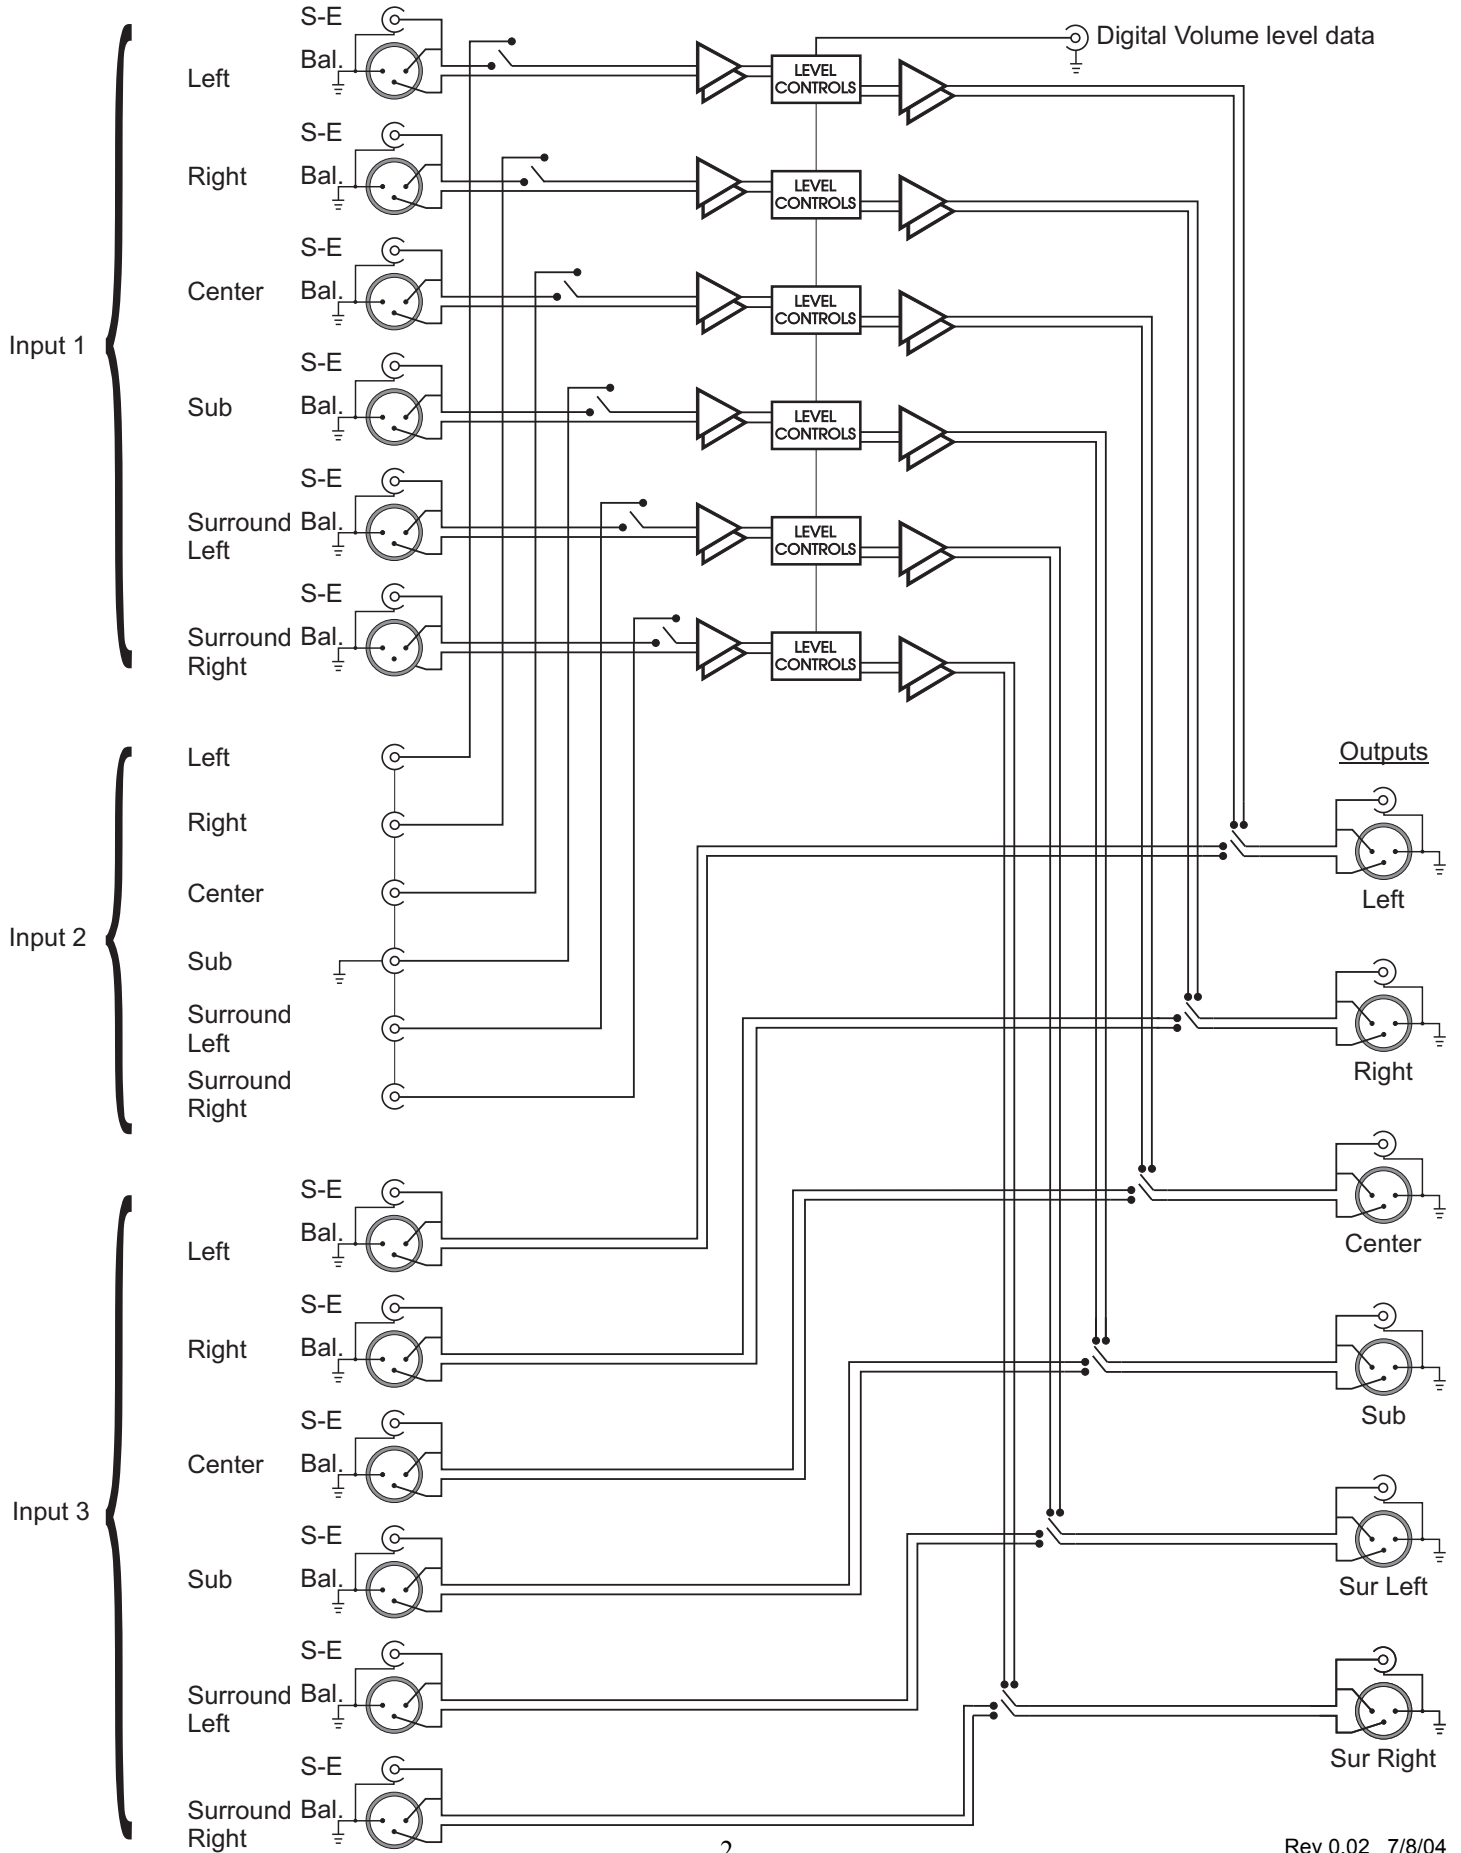 S-E
Digital Volume level data
Bal.
Left
LEVEL
CONTROLS
S-E
Right
Bal.
LEVEL
CONTROLS
S-E
Center
Bal.
LEVEL
CONTROLS
Input 1
S-E
Sub
Bal.
LEVEL
CONTROLS
S-E
Surround
Left
Bal.
LEVEL
CONTROLS
S-E
Surround
Right
Bal.
LEVEL
CONTROLS
Input 2
Left
Right
Center
Sub
Surround
Left
Surround
Right
Outputs
Left
Right
Center
Sub
Sur Left
Sur Right
Input 3
S-E
Bal.
Left
S-E
Right
Bal.
S-E
Center
Bal.
S-E
Sub
Bal.
S-E
Surround
Left
Bal.
S-E
Surround
Right
Bal.
2
Rev 0.02 7/8/04